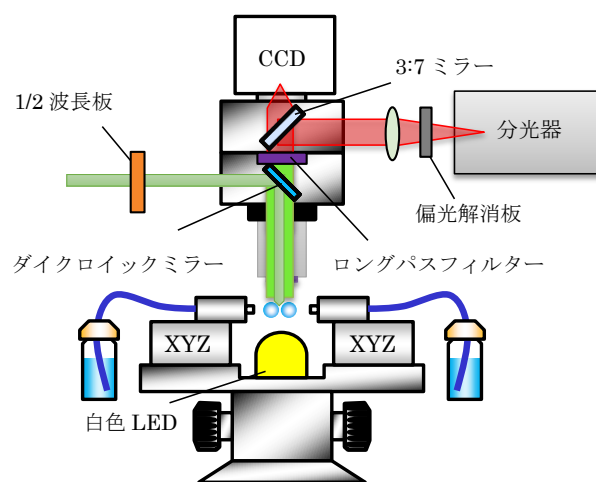 CCD
3:7 ミラー
1/2 波長板
分光器
偏光解消板
ダイクロイックミラー
ロングパスフィルター
XYZ
XYZ
白色 LED